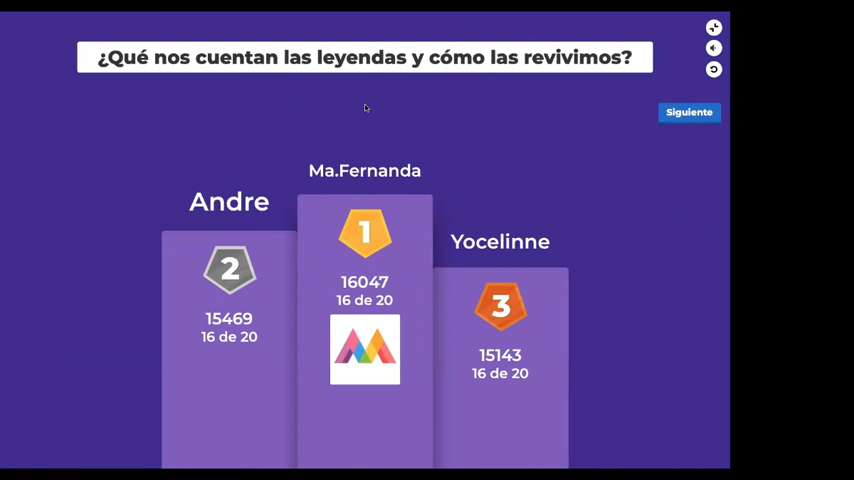 ¿Qué nos cuentan las leyendas y cómo las revivimos?
Siguiente
Ma.Fernanda
Andre
Yocelinne
1
16047
16 de 20
2
15469
16 de 20
3
15143
16 de 20